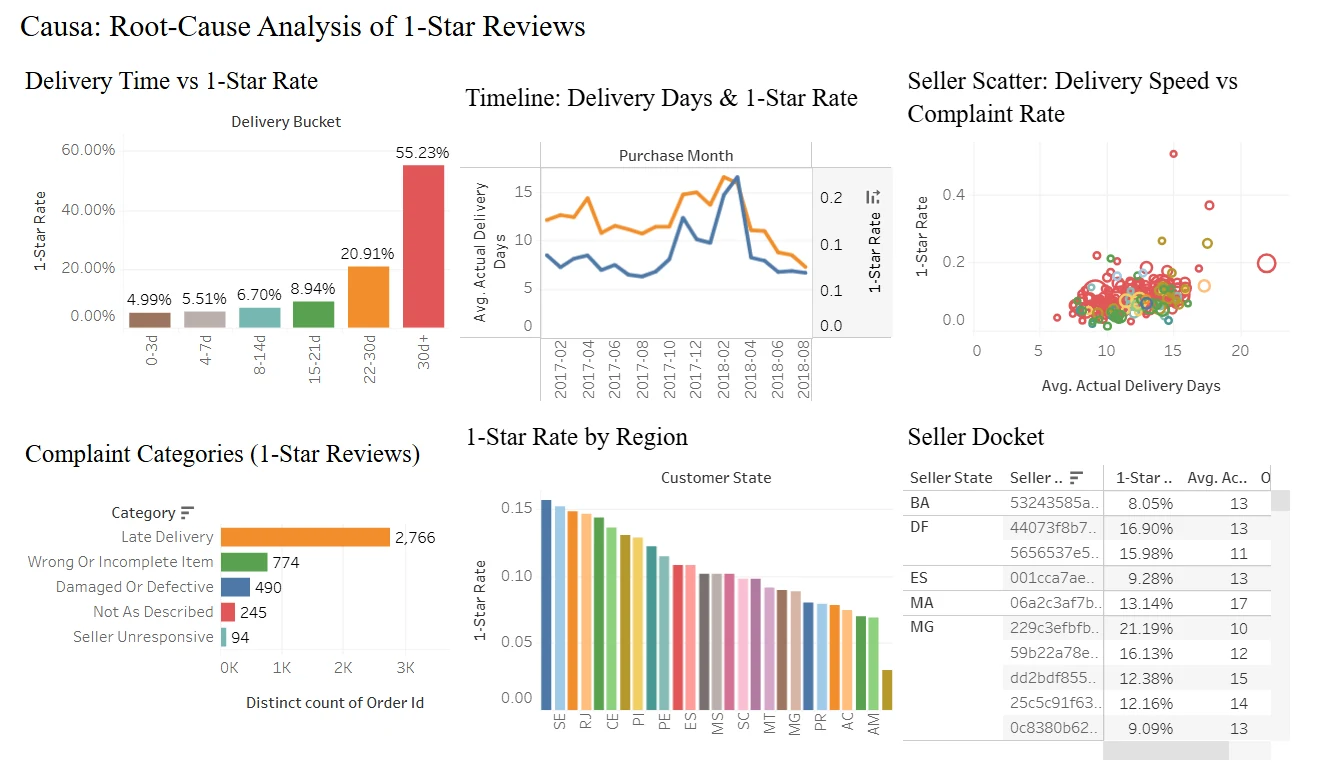 Causa: Root-Cause Analysis of 1-Star Reviews
Delivery Time vs 1-Star Rate
Delivery Bucket
1-Star Rate
60.00%
40.00%
20.00%
0.00%
4.99%
5.51%
6.70%
8.94%
20.91%
55.23%
0-3d
4-7d
8-14d
15-21d
22-30d
30d+
Timeline: Delivery Days & 1-Star Rate
Purchase Month
Avg. Actual Delivery
Days
15
10
5
0
0.2
0.1
0.1
0.0
1-Star Rate
2017-02
2017-04
2017-06
2017-08
2017-10
2017-12
2018-02
2018-04
2018-06
2018-08
Seller Scatter: Delivery Speed vs
Complaint Rate
1-Star Rate
0.4
0.2
0.0
0
5
10
15
20
Avg. Actual Delivery Days
Complaint Categories (1-Star Reviews)
Category
Late Delivery 2,766
Wrong Or Incomplete Item 774
Damaged Or Defective 490
Not As Described 245
Seller Unresponsive 94
0K 1K 2K 3K
Distinct count of Order Id
1-Star Rate by Region
Customer State
1-Star Rate
0.15
0.10
0.05
0.00
SE
RJ
CE
PI
PE
ES
MS
SC
MT
MG
PR
AC
AM
Seller Docket
Seller State Seller .. 1-Star .. Avg. Ac.. O
BA 53243585a.. 8.05% 13
DF 44073f8b7.. 16.90% 13
5656537e5.. 15.98% 11
ES 001cca7ae.. 9.28% 13
MA 06a2c3af7b.. 13.14% 17
MG 229c3efbfb.. 21.19% 10
59b22a78e.. 16.13% 12
dd2bdf855.. 12.38% 15
25c5c91f63.. 12.16% 14
0c8380b62.. 9.09% 13